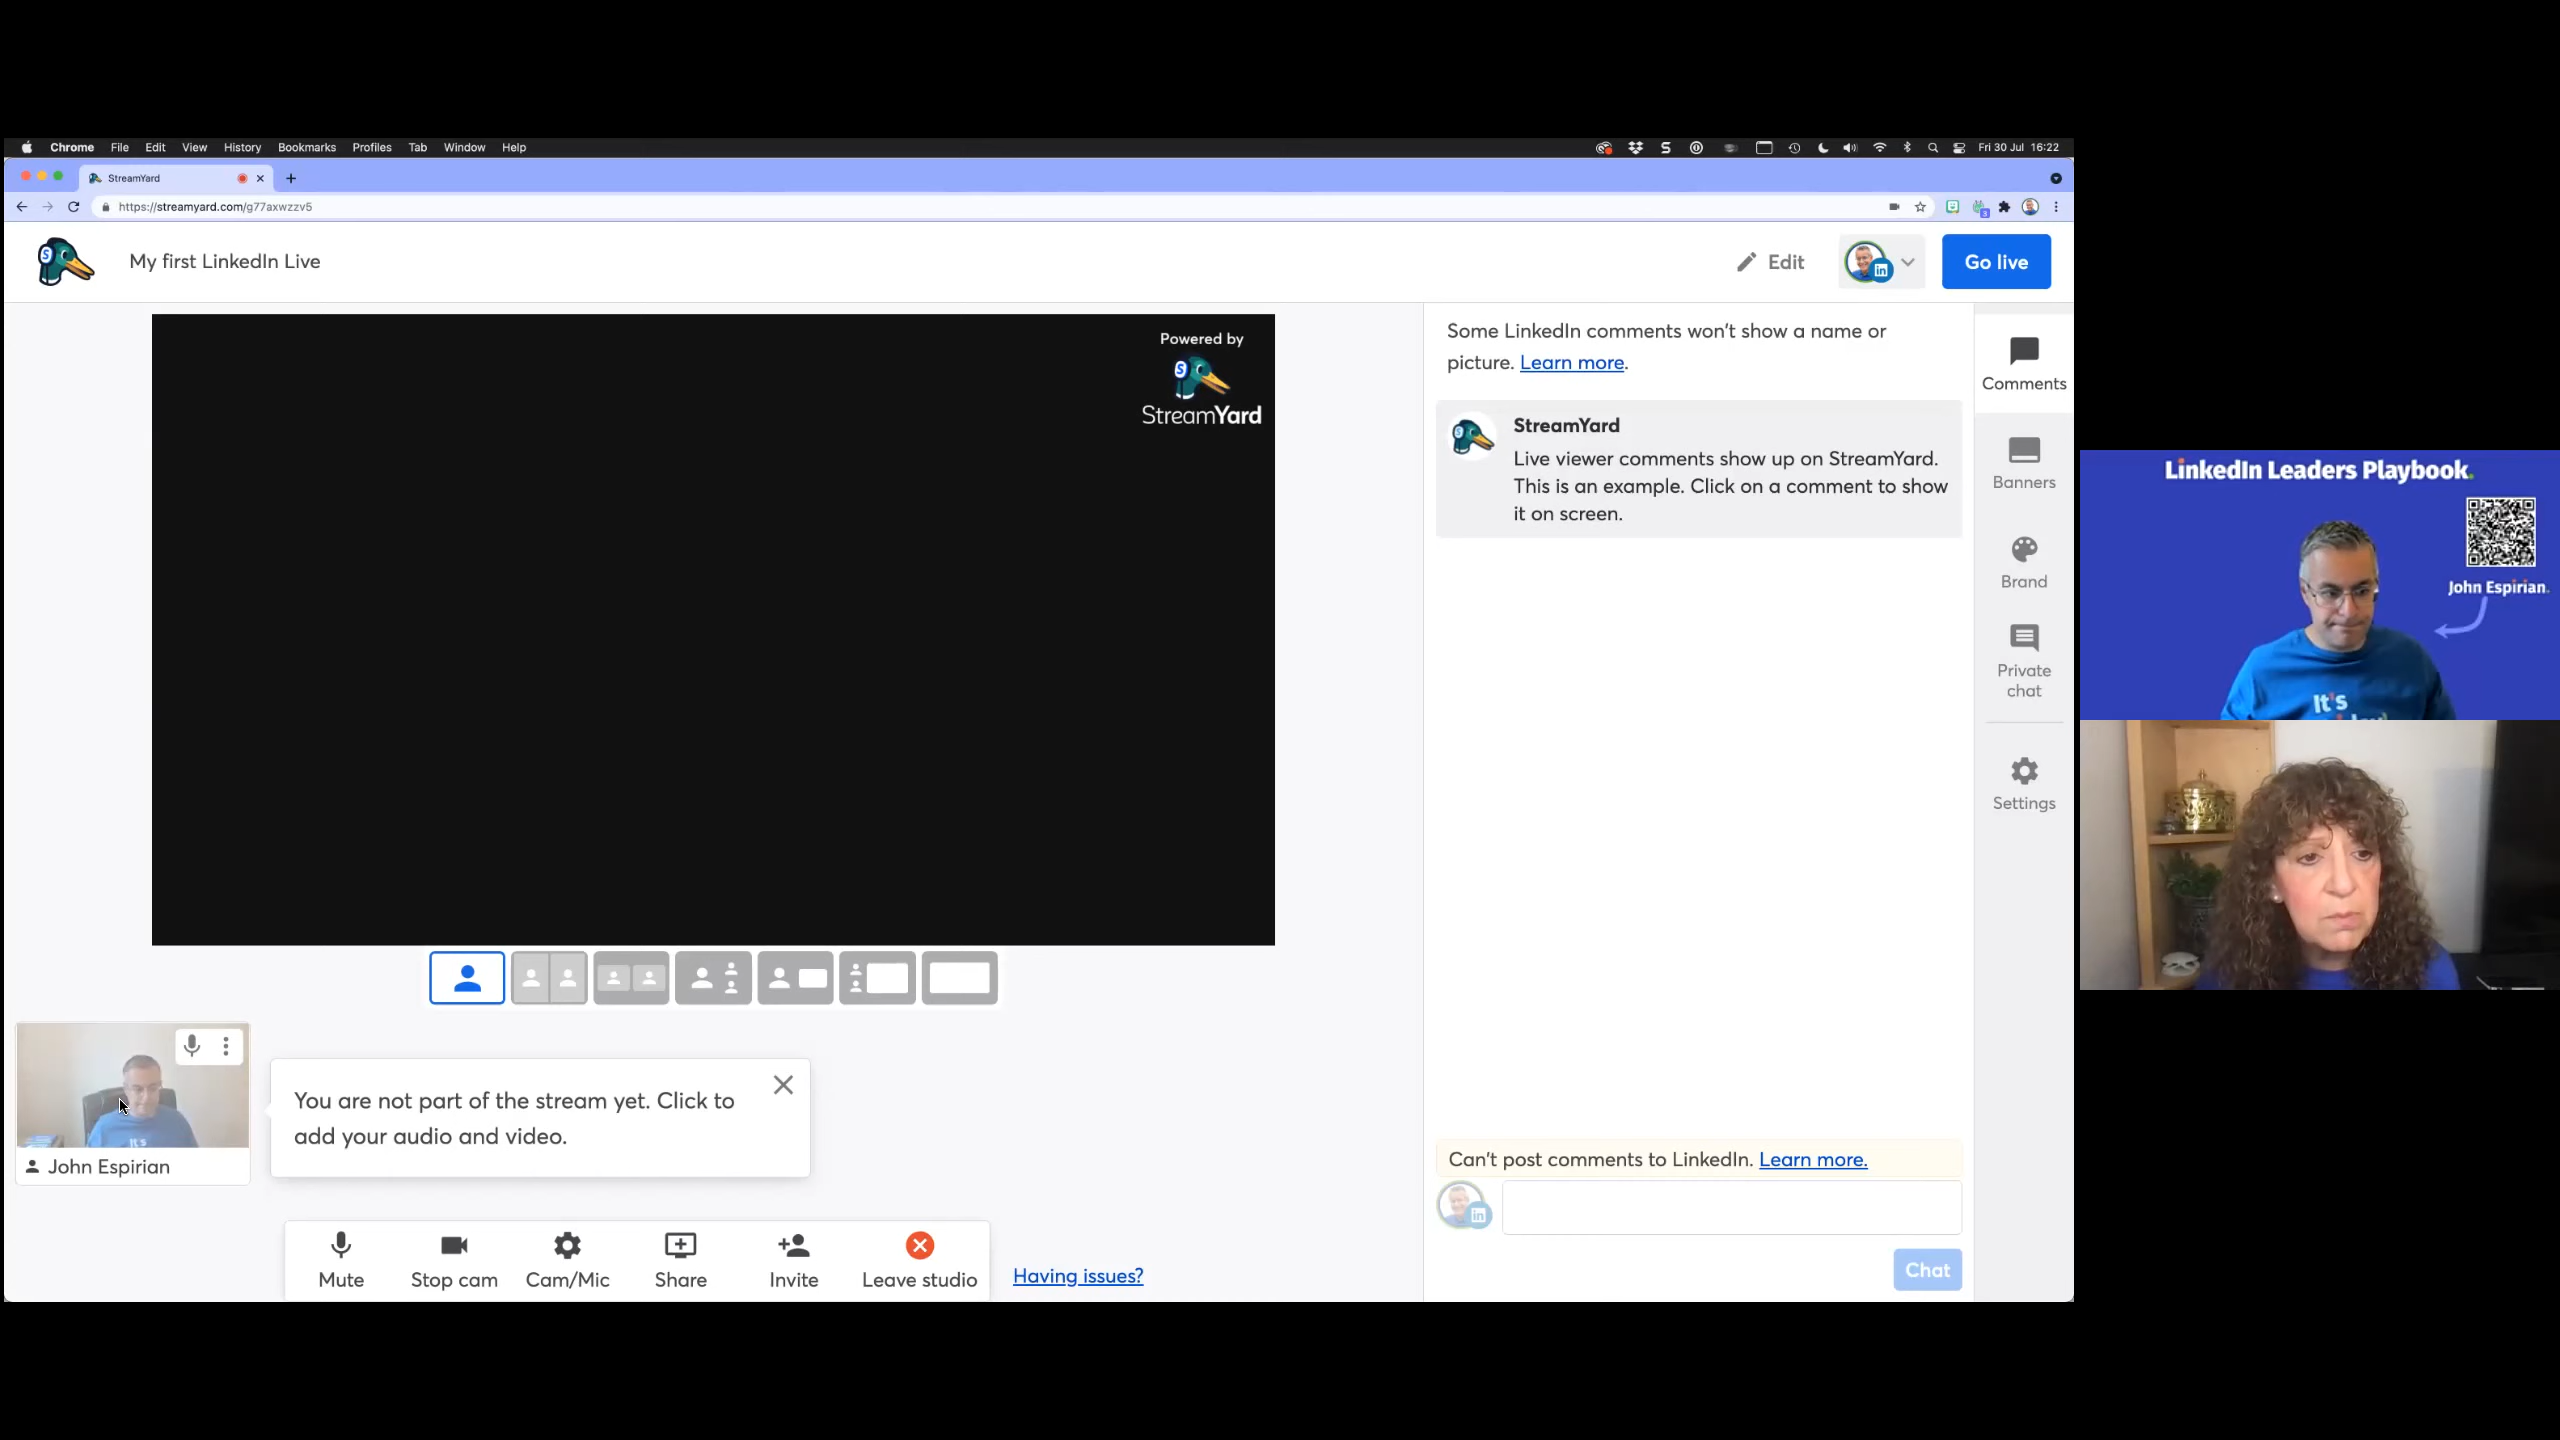 Chrome File Edit View History Bookmarks Profiles Tab Window Help
Fri 30 Jul 16:22
StreamYard
https://streamyard.com/g77axwzzv5
My first LinkedIn Live
Edit
Go live
Powered by
StreamYard
Some LinkedIn comments won't show a name or
picture. Learn more.
StreamYard
Live viewer comments show up on StreamYard.
This is an example. Click on a comment to show
it on screen.
Comments
Banners
Brand
Private
chat
Settings
LinkedIn Leaders Playbook.
John Espirian.
It's
You are not part of the stream yet. Click to
add your audio and video.
It's
John Espirian
Can't post comments to LinkedIn. Learn more.
Chat
Mute
Stop cam
Cam/Mic
Share
Invite
Leave studio
Having issues?